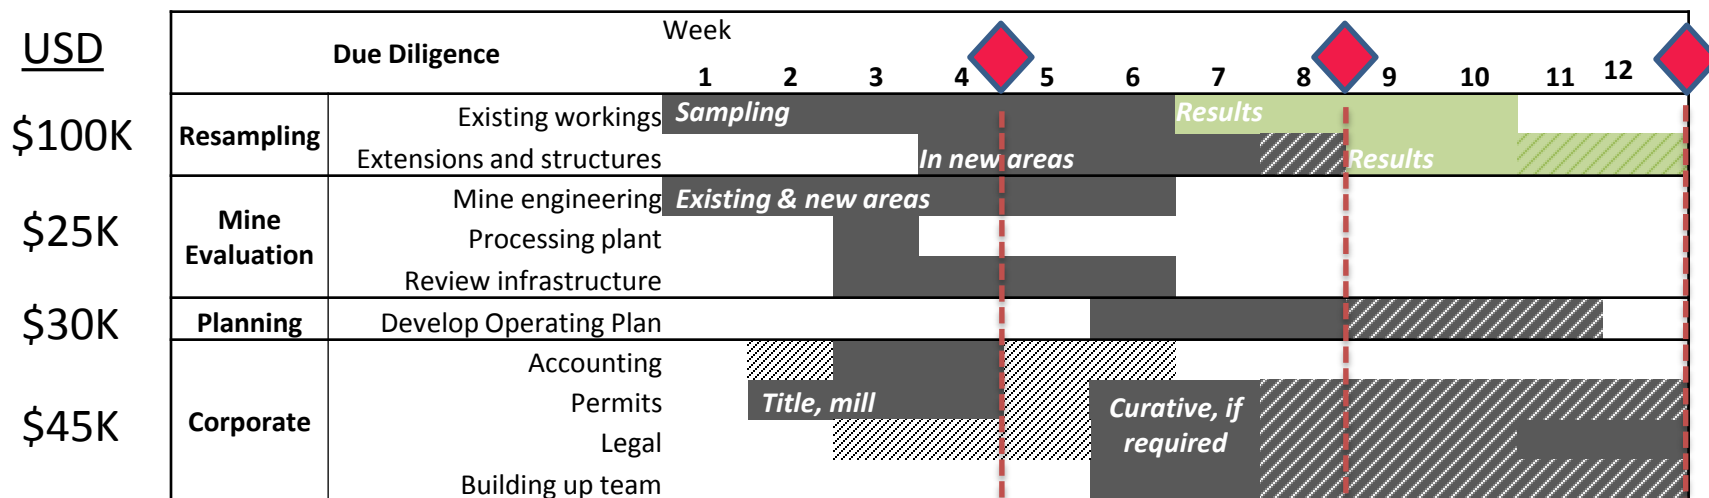 USD
Due Diligence
Week
1 2 3 4 5 6 7 8 9 10 11 12
$100K
Resampling
Existing workings
Sampling
Results
Extensions and structures
In new areas
Results
$25K
Mine
Evaluation
Mine engineering
Existing & new areas
Processing plant
Review infrastructure
$30K
Planning
Develop Operating Plan
$45K
Corporate
Accounting
Permits
Title, mill
Curative, if
required
Legal
Building up team